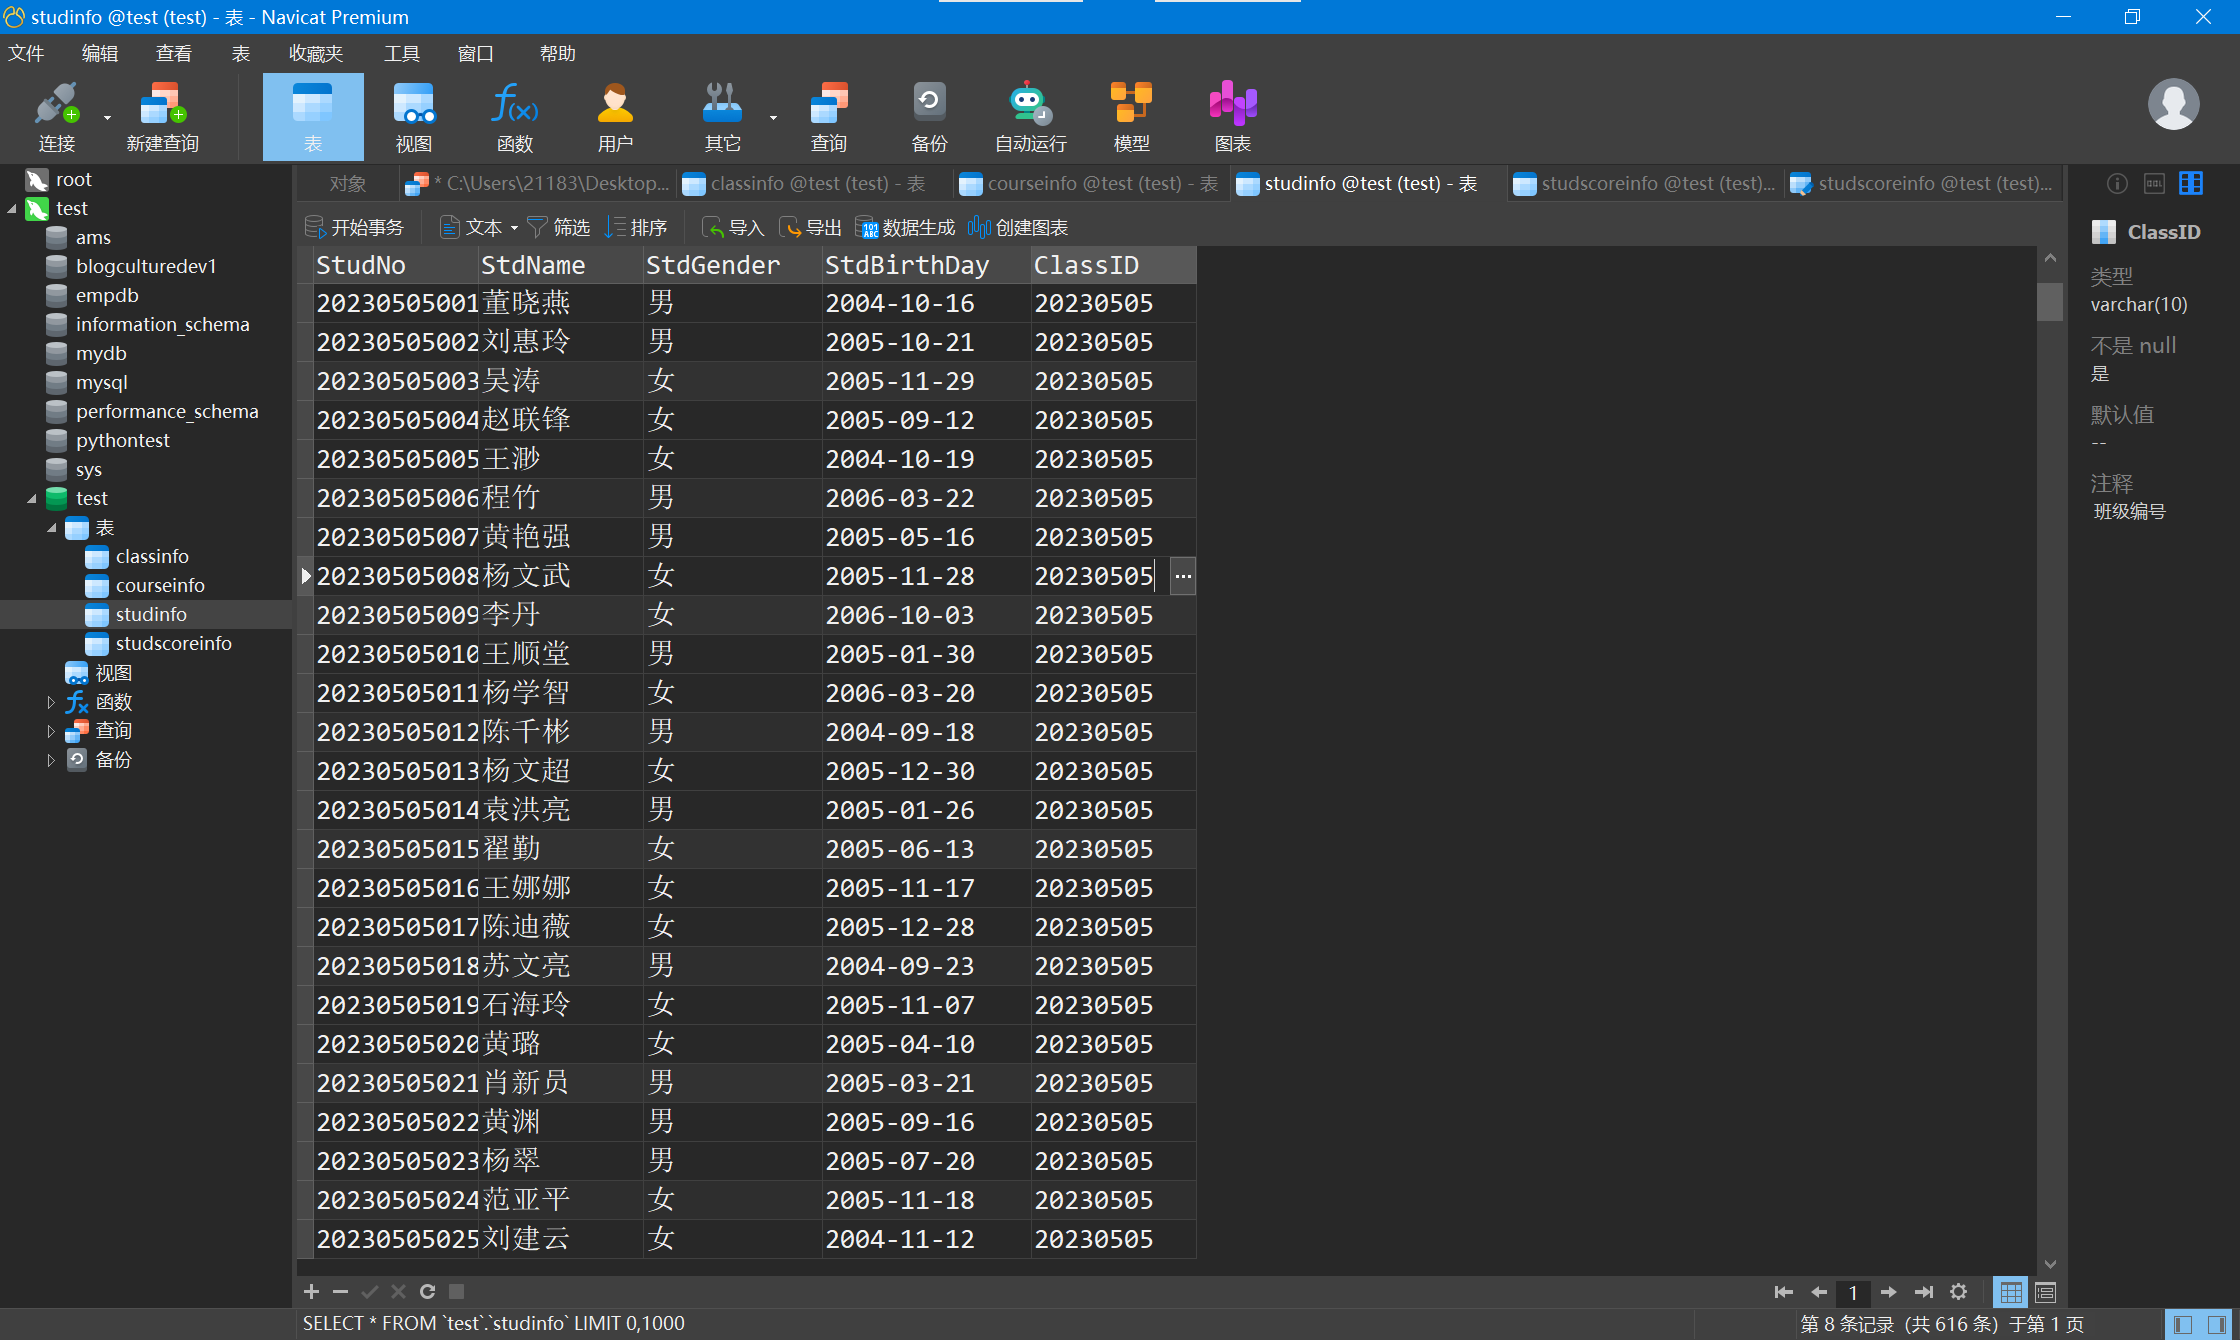 studinfo @test (test) - 表 - Navicat Premium
文件 编辑 查看 表 收藏夹 工具 窗口 帮助
连接 新建查询 表 视图 函数 用户 其它 查询 备份 自动运行 模型 图表
root
test
ams
blogculturedev1
empdb
information_schema
mydb
mysql
performance_schema
pythontest
sys
test
表
classinfo
courseinfo
studinfo
studscoreinfo
视图
函数
查询
备份
对象 * C:\Users\21183\Desktop... classinfo @test (test) - 表 courseinfo @test (test) - 表 studinfo @test (test) - 表 studscoreinfo @test (test)... studscoreinfo @test (test)...
开始事务 文本 筛选 排序 导入 导出 数据生成 创建图表
StudNo StdName StdGender StdBirthDay ClassID
20230505001 董晓燕 男 2004-10-16 20230505
20230505002 刘惠玲 男 2005-10-21 20230505
20230505003 吴涛 女 2005-11-29 20230505
20230505004 赵联锋 女 2005-09-12 20230505
20230505005 王渺 女 2004-10-19 20230505
20230505006 程竹 男 2006-03-22 20230505
20230505007 黄艳强 男 2005-05-16 20230505
20230505008 杨文武 女 2005-11-28 20230505 ...
20230505009 李丹 女 2006-10-03 20230505
20230505010 王顺堂 男 2005-01-30 20230505
20230505011 杨学智 女 2006-03-20 20230505
20230505012 陈千彬 男 2004-09-18 20230505
20230505013 杨文超 女 2005-12-30 20230505
20230505014 袁洪亮 男 2005-01-26 20230505
20230505015 翟勤 女 2005-06-13 20230505
20230505016 王娜娜 女 2005-11-17 20230505
20230505017 陈迪薇 女 2005-12-28 20230505
20230505018 苏文亮 男 2004-09-23 20230505
20230505019 石海玲 女 2005-11-07 20230505
20230505020 黄璐 女 2005-04-10 20230505
20230505021 肖新员 男 2005-03-21 20230505
20230505022 黄渊 男 2005-09-16 20230505
20230505023 杨翠 男 2005-07-20 20230505
20230505024 范亚平 女 2005-11-18 20230505
20230505025 刘建云 女 2004-11-12 20230505
ClassID
类型
varchar(10)
不是 null
是
默认值
--
注释
班级编号
1
SELECT * FROM `test`.`studinfo` LIMIT 0,1000
第 8 条记录 (共 616 条) 于第 1 页